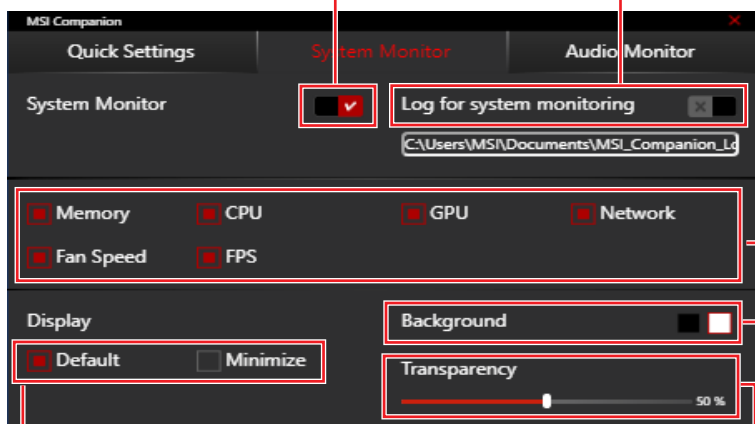 MSI Companion
Quick Settings System Monitor Audio Monitor
System Monitor Log for system monitoring
C:\Users\MSI\Documents\MSI_Companion_Lo
Memory CPU GPU Network
Fan Speed FPS
Display Background
Default Minimize Transparency
50 %